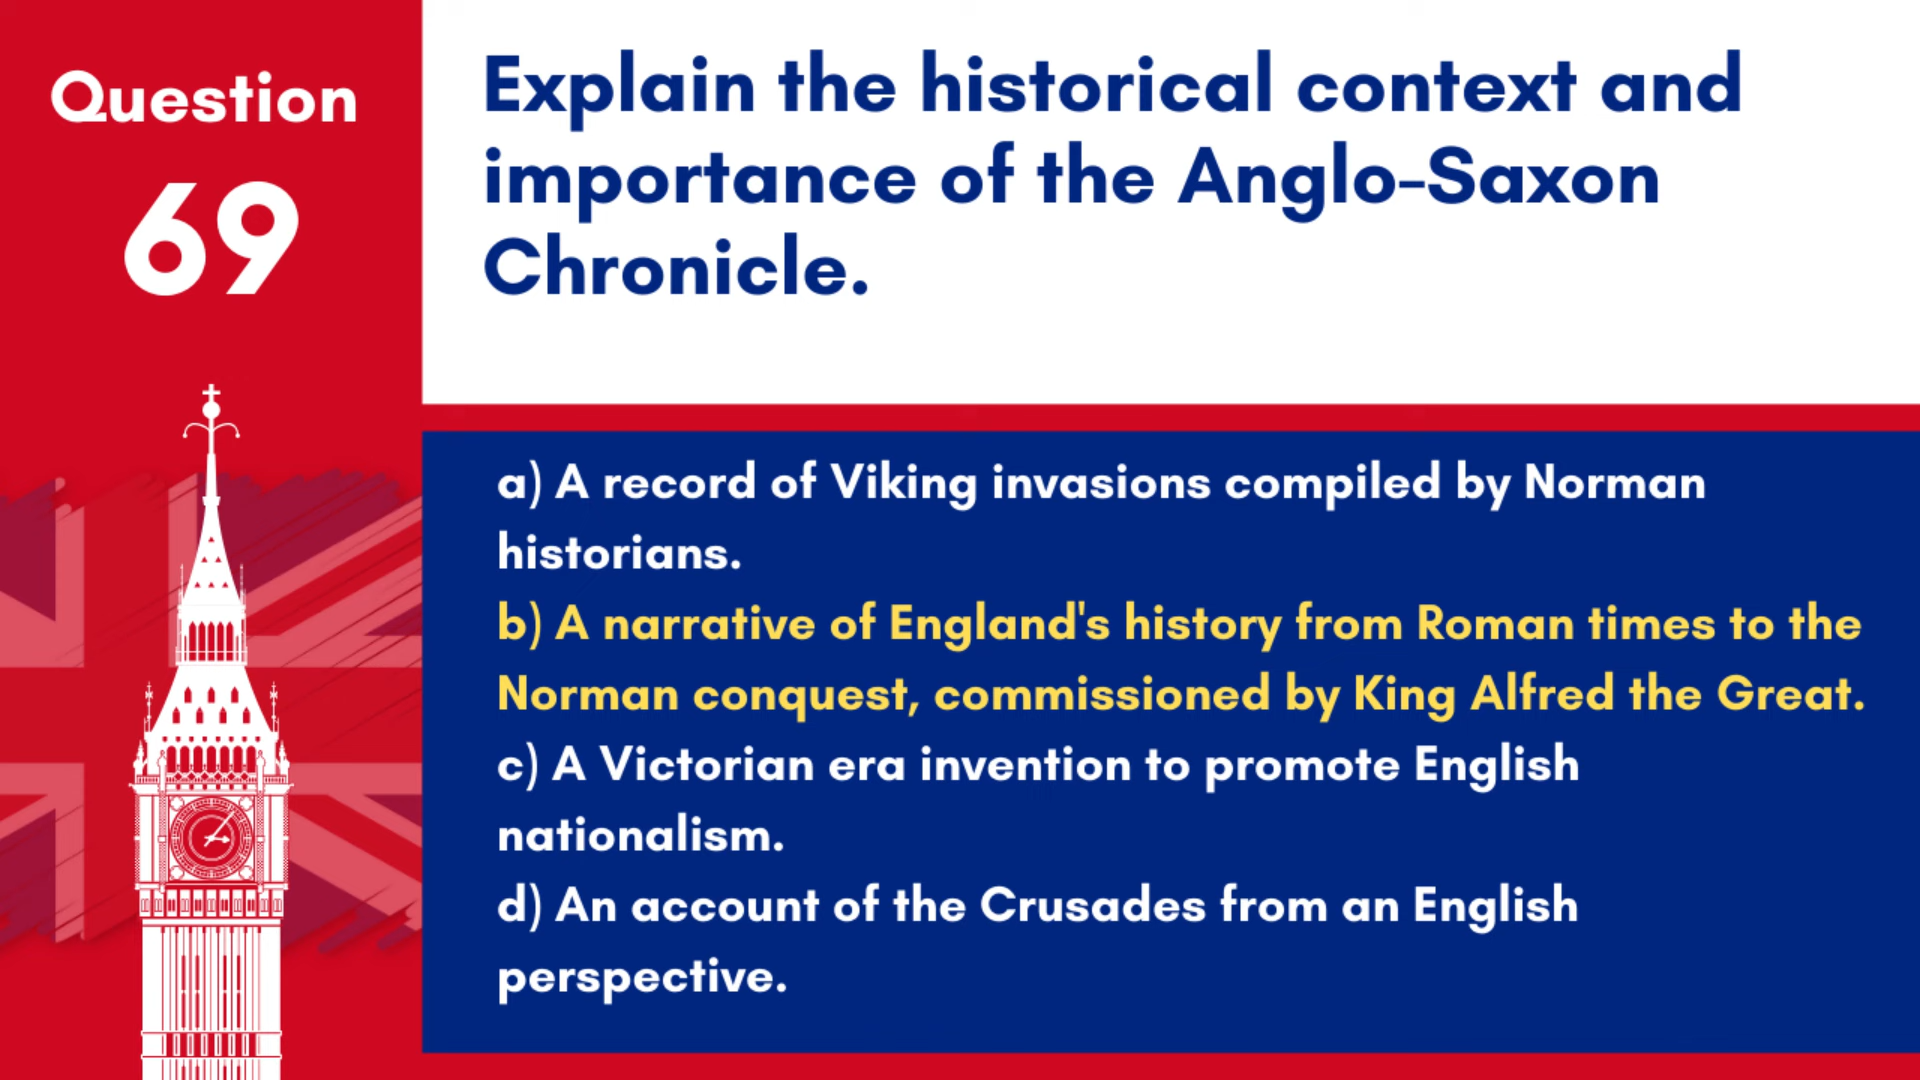 Question
69
Explain the historical context and
importance of the Anglo-Saxon
Chronicle.
a) A record of Viking invasions compiled by Norman
historians.
b) A narrative of England's history from Roman times to the
Norman conquest, commissioned by King Alfred the Great.
c) A Victorian era invention to promote English
nationalism.
d) An account of the Crusades from an English
perspective.